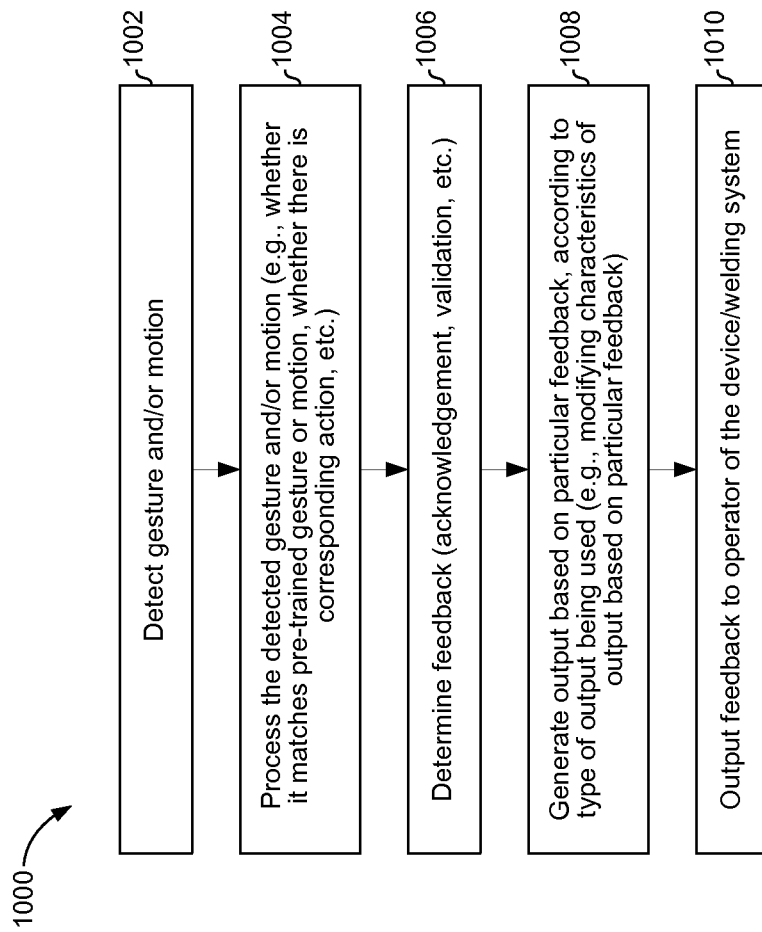 1000
Detect gesture and/or motion
1002
Process the detected gesture and/or motion (e.g., whether
it matches pre-trained gesture or motion, whether there is
corresponding action, etc.)
1004
Determine feedback (acknowledgement, validation, etc.)
1006
Generate output based on particular feedback, according to
type of output being used (e.g., modifying characteristics of
output based on particular feedback)
1008
Output feedback to operator of the device/welding system
1010